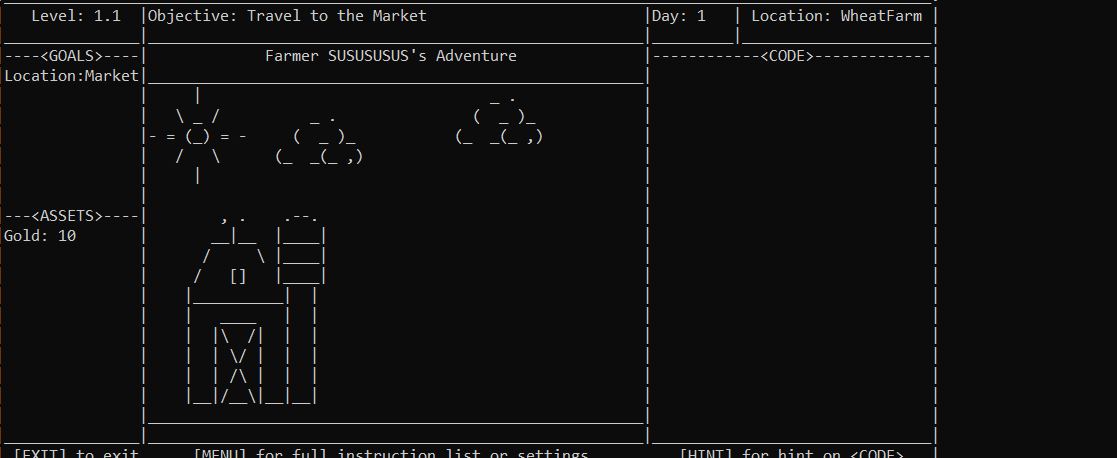 Level: 1.1 Objective: Travel to the Market Day: 1 Location: WheatFarm
----<GOALS>---- Farmer SUSUSUSUS's Adventure ------------<CODE>-------------
Location:Market
---<ASSETS>----
Gold: 10
[EXIT] to exit [MENU] for full instruction list or settings [HINT] for hint on <CODE>